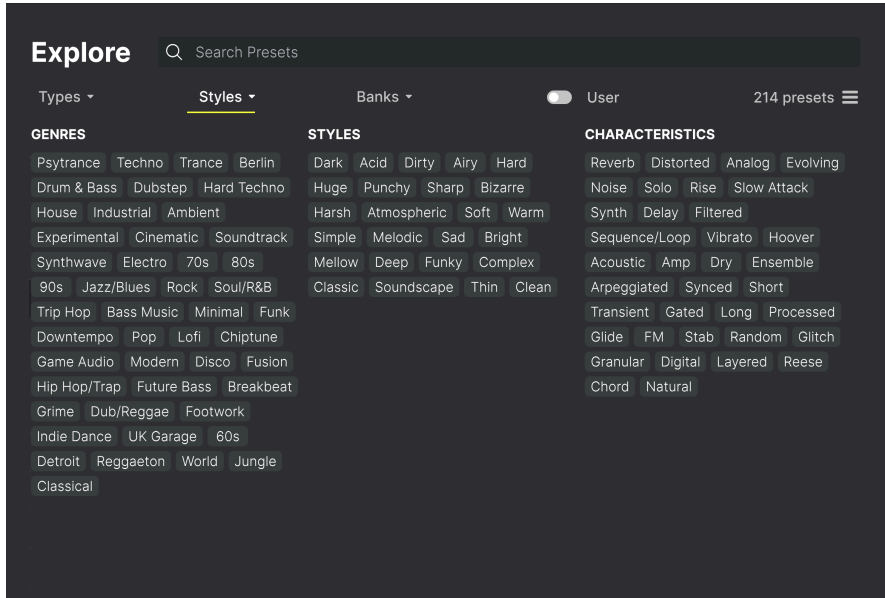 Explore
Search Presets
Types
Styles
Banks
User
214 presets
GENRES
Psytrance Techno Trance Berlin
Drum & Bass Dubstep Hard Techno
House Industrial Ambient
Experimental Cinematic Soundtrack
Synthwave Electro 70s 80s
90s Jazz/Blues Rock Soul/R&B
Trip Hop Bass Music Minimal Funk
Downtempo Pop Lofi Chiptune
Game Audio Modern Disco Fusion
Hip Hop/Trap Future Bass Breakbeat
Grime Dub/Reggae Footwork
Indie Dance UK Garage 60s
Detroit Reggaeton World Jungle
Classical
STYLES
Dark Acid Dirty Airy Hard
Huge Punchy Sharp Bizarre
Harsh Atmospheric Soft Warm
Simple Melodic Sad Bright
Mellow Deep Funky Complex
Classic Soundscape Thin Clean
CHARACTERISTICS
Reverb Distorted Analog Evolving
Noise Solo Rise Slow Attack
Synth Delay Filtered
Sequence/Loop Vibrato Hoover
Acoustic Amp Dry Ensemble
Arpeggiated Synced Short
Transient Gated Long Processed
Glide FM Stab Random Glitch
Granular Digital Layered Reese
Chord Natural